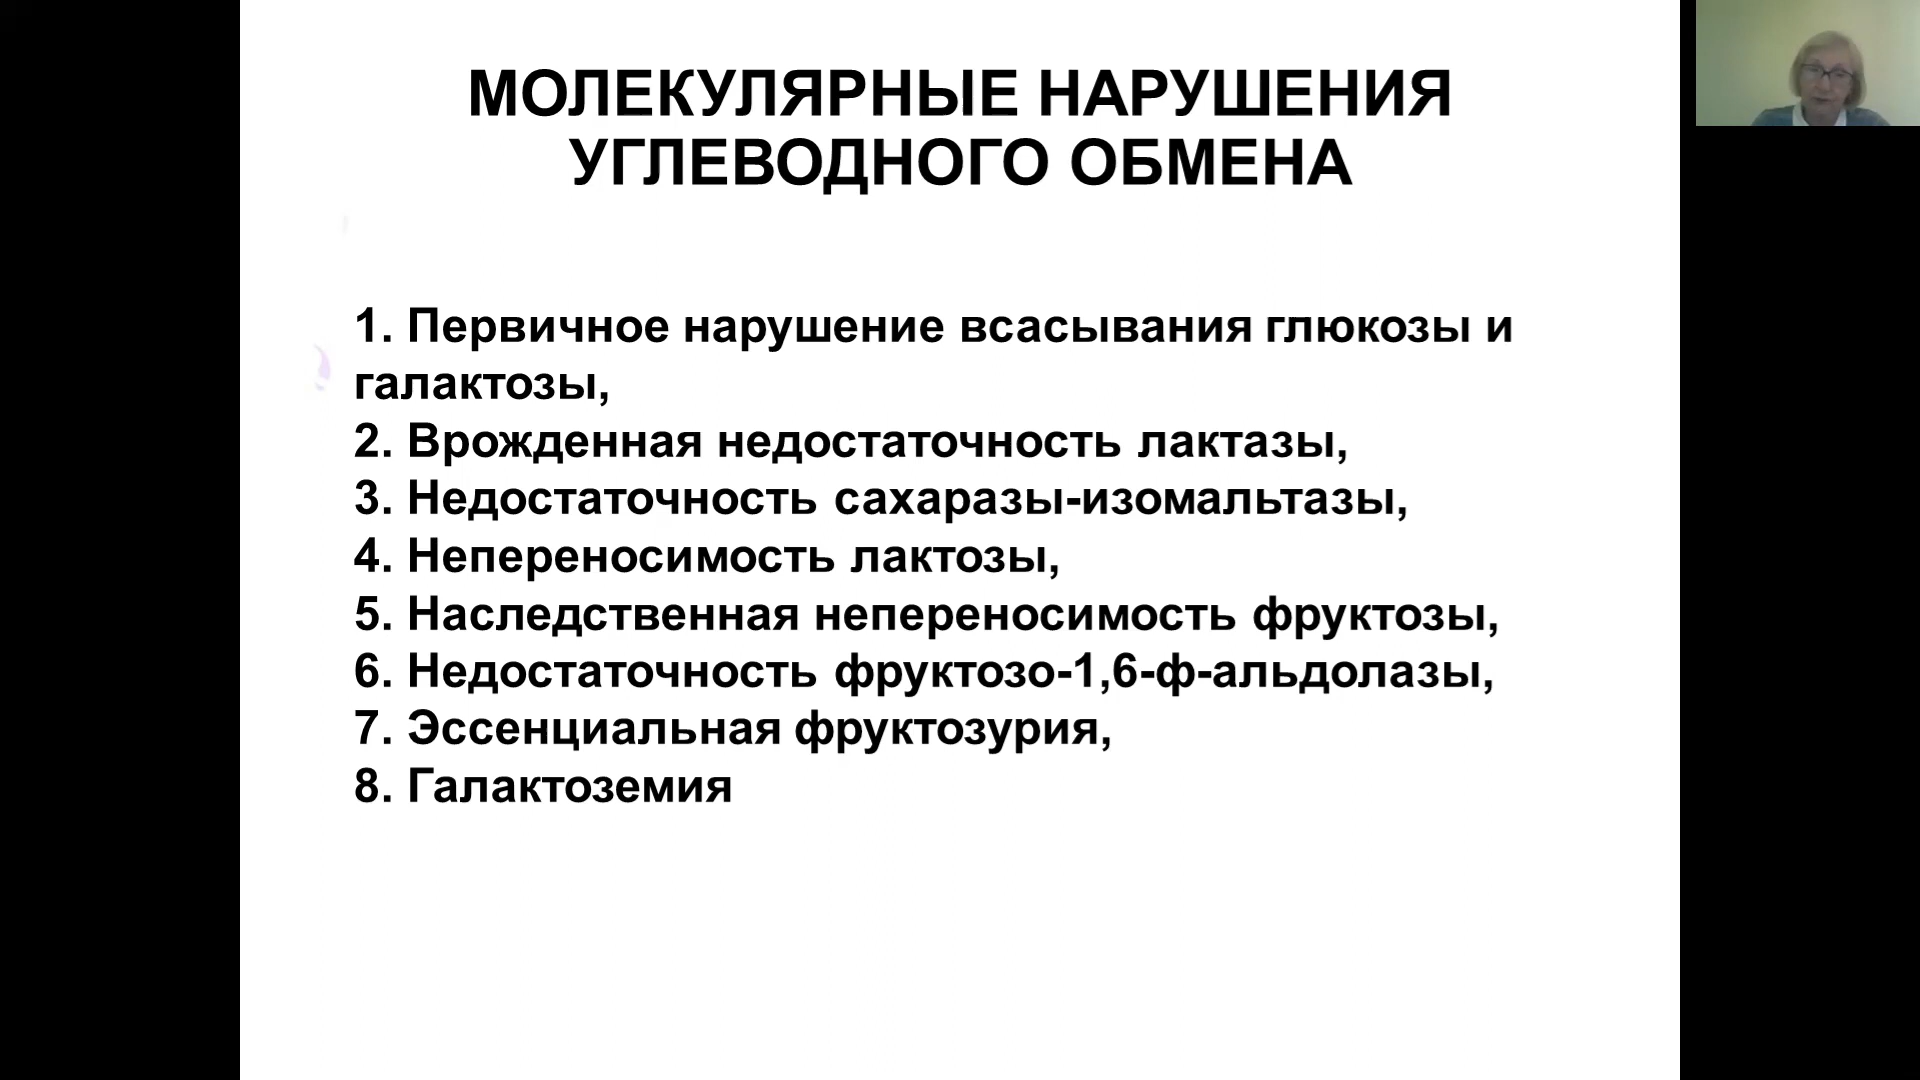 МОЛЕКУЛЯРНЫЕ НАРУШЕНИЯ
УГЛЕВОДНОГО ОБМЕНА
1. Первичное нарушение всасывания глюкозы и
галактозы,
2. Врожденная недостаточность лактазы,
3. Недостаточность сахаразы-изомальтазы,
4. Непереносимость лактозы,
5. Наследственная непереносимость фруктозы,
6. Недостаточность фруктозо-1,6-ф-альдолазы,
7. Эссенциальная фруктозурия,
8. Галактоземия